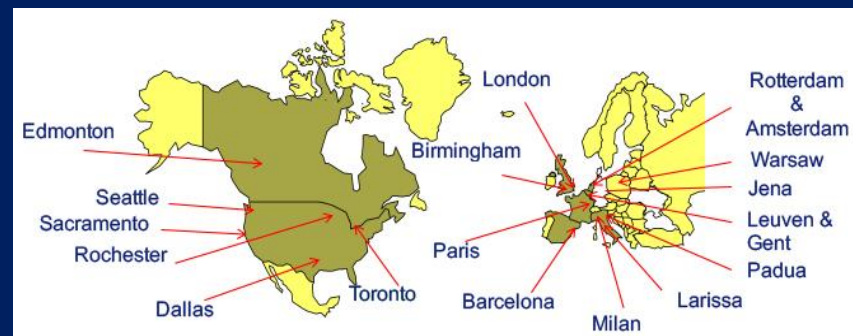 Edmonton
Seattle
Sacramento
Rochester
Dallas
Toronto
London
Birmingham
Paris
Barcelona
Milan
Rotterdam
&
Amsterdam
Warsaw
Jena
Leuven &
Gent
Padua
Larissa